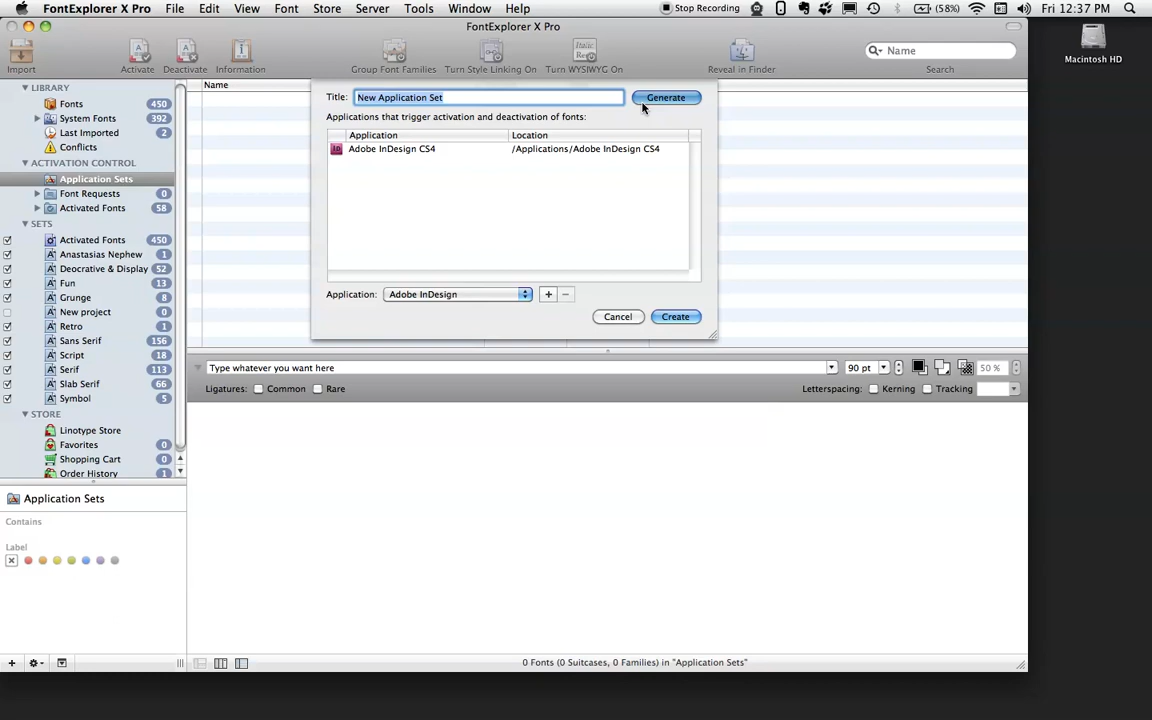 FontExplorer X Pro File Edit View Font Store Server Tools Window Help Stop Recording (58%) Fri 12:37 PM
FontExplorer X Pro
Import Activate Deactivate Information Group Font Families Turn Style Linking On Turn WYSIWYG On Reveal in Finder Name Search
Macintosh HD
LIBRARY
Fonts 450
System Fonts 392
Last Imported 2
Conflicts
ACTIVATION CONTROL
Application Sets
Font Requests 0
Activated Fonts 58
SETS
Activated Fonts 450
Anastasias Nephew 1
Deocrative & Display 52
Fun 13
Grunge 8
New project 0
Retro 1
Sans Serif 156
Script 18
Serif 113
Slab Serif 66
Symbol 5
STORE
Linotype Store
Favorites 0
Shopping Cart 0
Order History 1
Application Sets
Contains
Label
Name
Title: New Application Set Generate
Applications that trigger activation and deactivation of fonts:
Application Location
Adobe InDesign CS4 /Applications/Adobe InDesign CS4
Application: Adobe InDesign + −
Cancel Create
Type whatever you want here 90 pt 50 %
Ligatures: Common Rare Letterspacing: Kerning Tracking
0 Fonts (0 Suitcases, 0 Families) in "Application Sets"